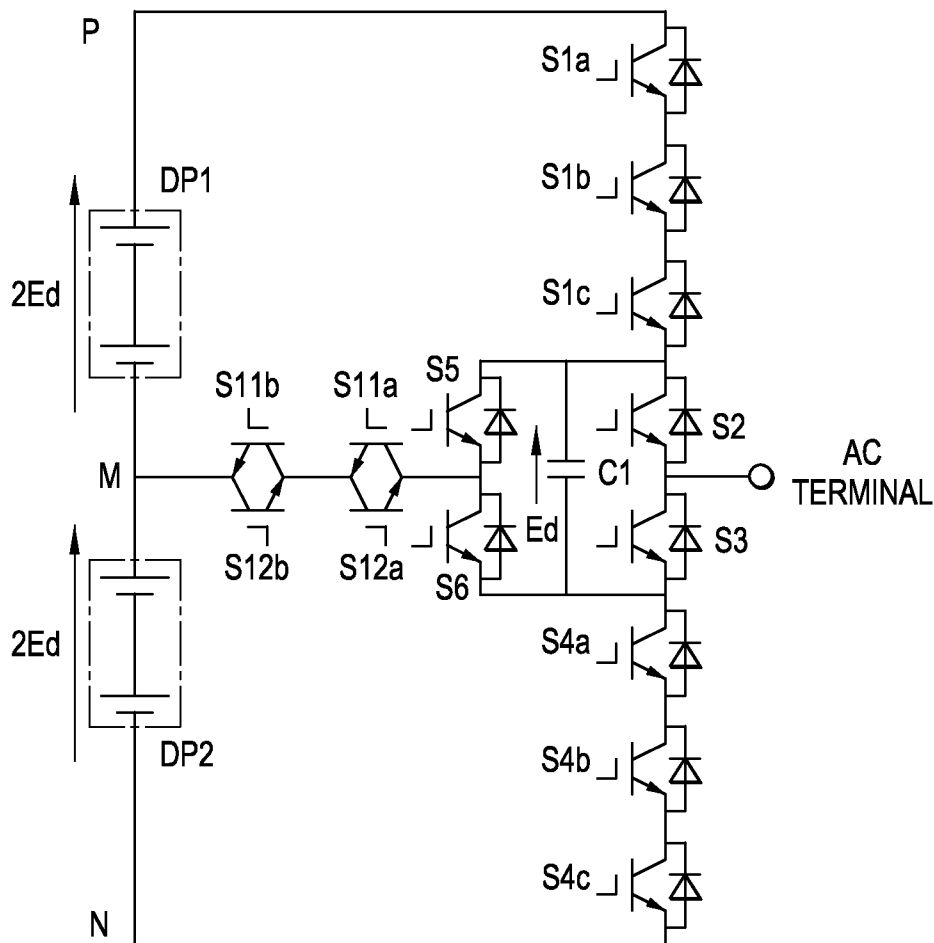 P
S1a
DP1
S1b
2Ed
S1c
S11b
S11a
S5
S2
M
C1
AC
TERMINAL
Ed
S3
S12b
S12a
S6
2Ed
S4a
DP2
S4b
S4c
N